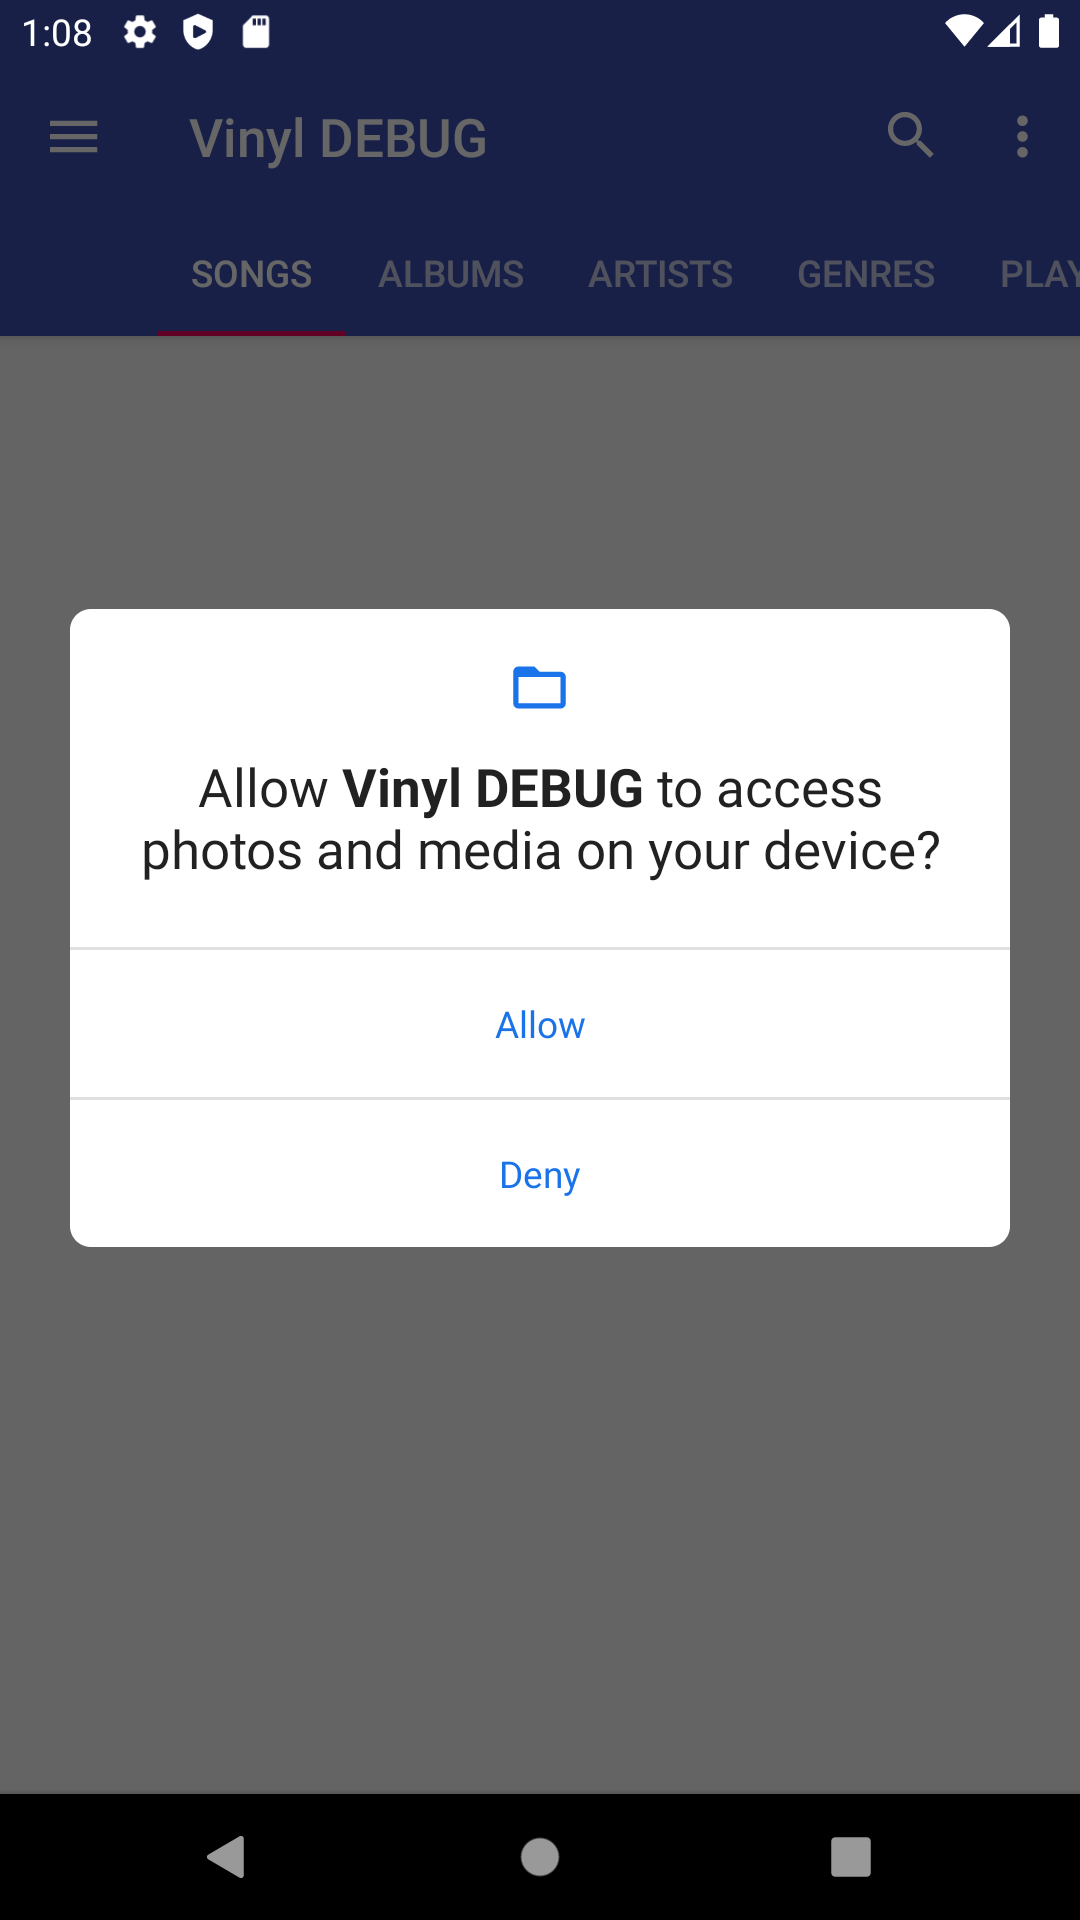 1:08
Vinyl DEBUG
SONGS ALBUMS ARTISTS GENRES PLAY
Allow Vinyl DEBUG to access
photos and media on your device?
Allow
Deny